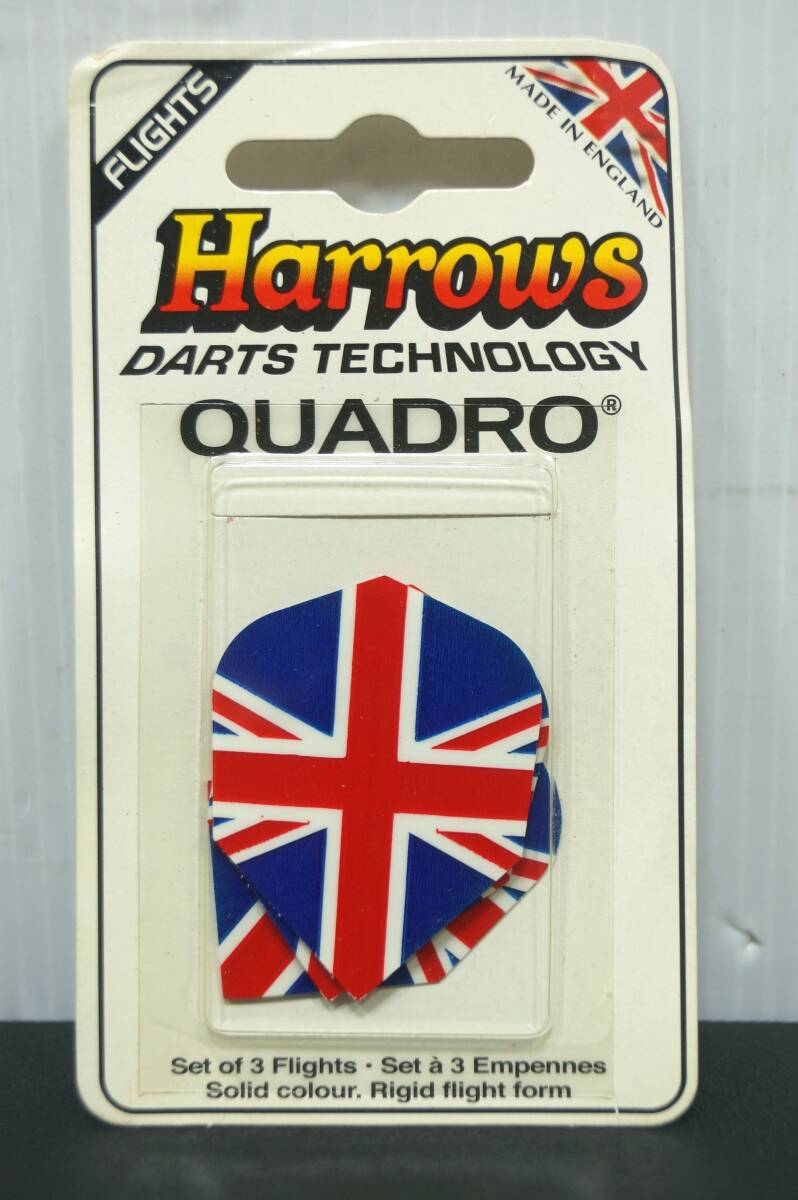 FLIGHTS
MADE IN ENGLAND
Harrows
DARTS TECHNOLOGY
QUADRO®
Set of 3 Flights · Set à 3 Empennes
Solid colour. Rigid flight form